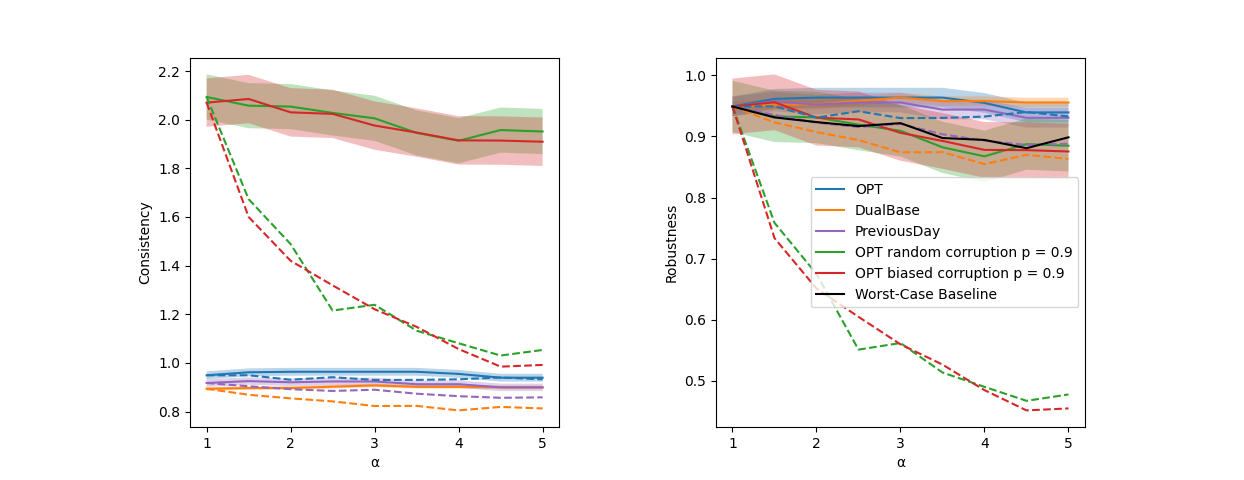 2.2
2.0
1.8
1.6
1.4
1.2
1.0
0.8
Consistency
1 2 3 4 5
α
1.0
0.9
0.8
0.7
0.6
0.5
Robustness
OPT
DualBase
PreviousDay
OPT random corruption p = 0.9
OPT biased corruption p = 0.9
Worst-Case Baseline
1 2 3 4 5
α